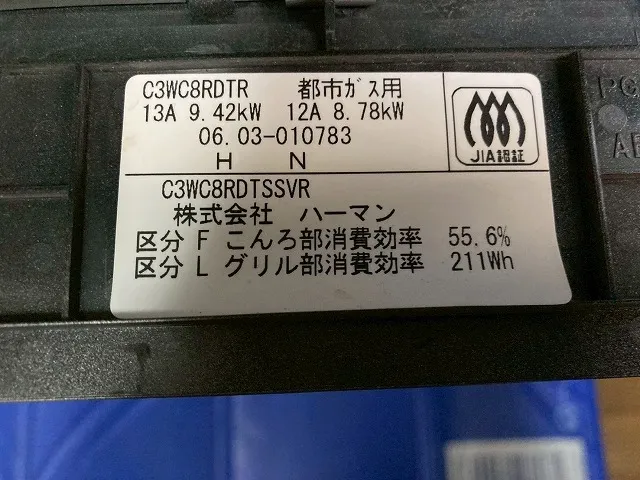 C3WC8RDTR 都市ｶﾞｽ用
13A 9.42kW 12A 8.78kW
06.03-010783
H N
JIA認証
C3WC8RDTSSVR
株式会社 ハーマン
区分 F こんろ部消費効率 55.6%
区分 L グリル部消費効率 211Wh